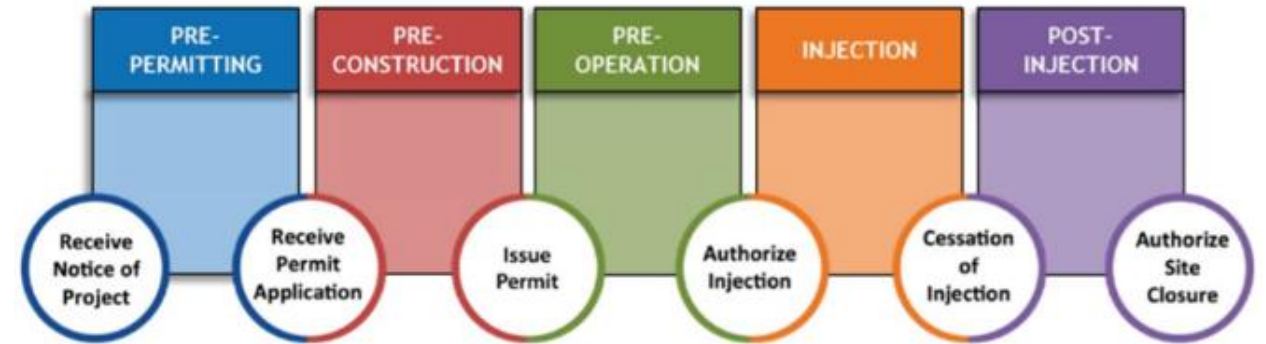 PRE-
PERMITTING
PRE-
CONSTRUCTION
PRE-
OPERATION
INJECTION
POST-
INJECTION
Receive
Notice of
Project
Receive
Permit
Application
Issue
Permit
Authorize
Injection
Cessation
of
Injection
Authorize
Site
Closure